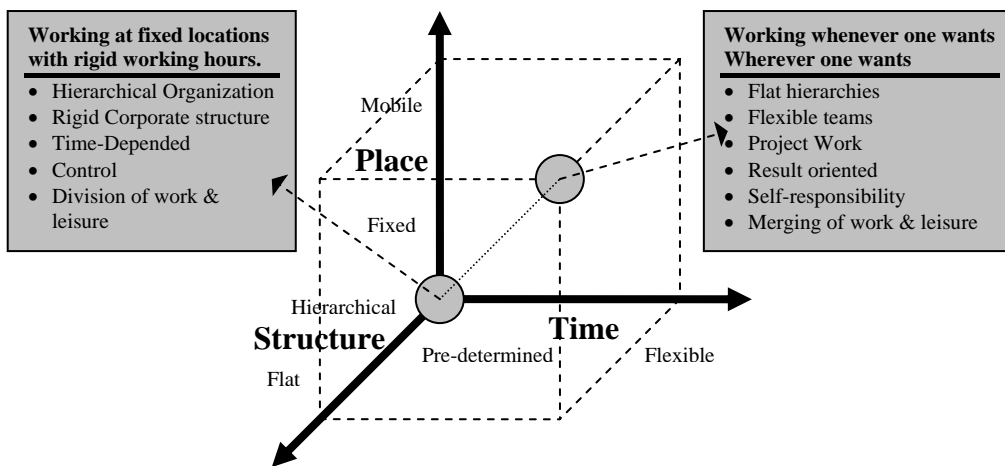 Working at fixed locations
with rigid working hours.
• Hierarchical Organization
• Rigid Corporate structure
• Time-Depended
• Control
• Division of work &
leisure
Working whenever one wants
Wherever one wants
• Flat hierarchies
• Flexible teams
• Project Work
• Result oriented
• Self-responsibility
• Merging of work & leisure
Mobile
Place
Fixed
Hierarchical
Structure
Flat
Time
Pre-determined
Flexible